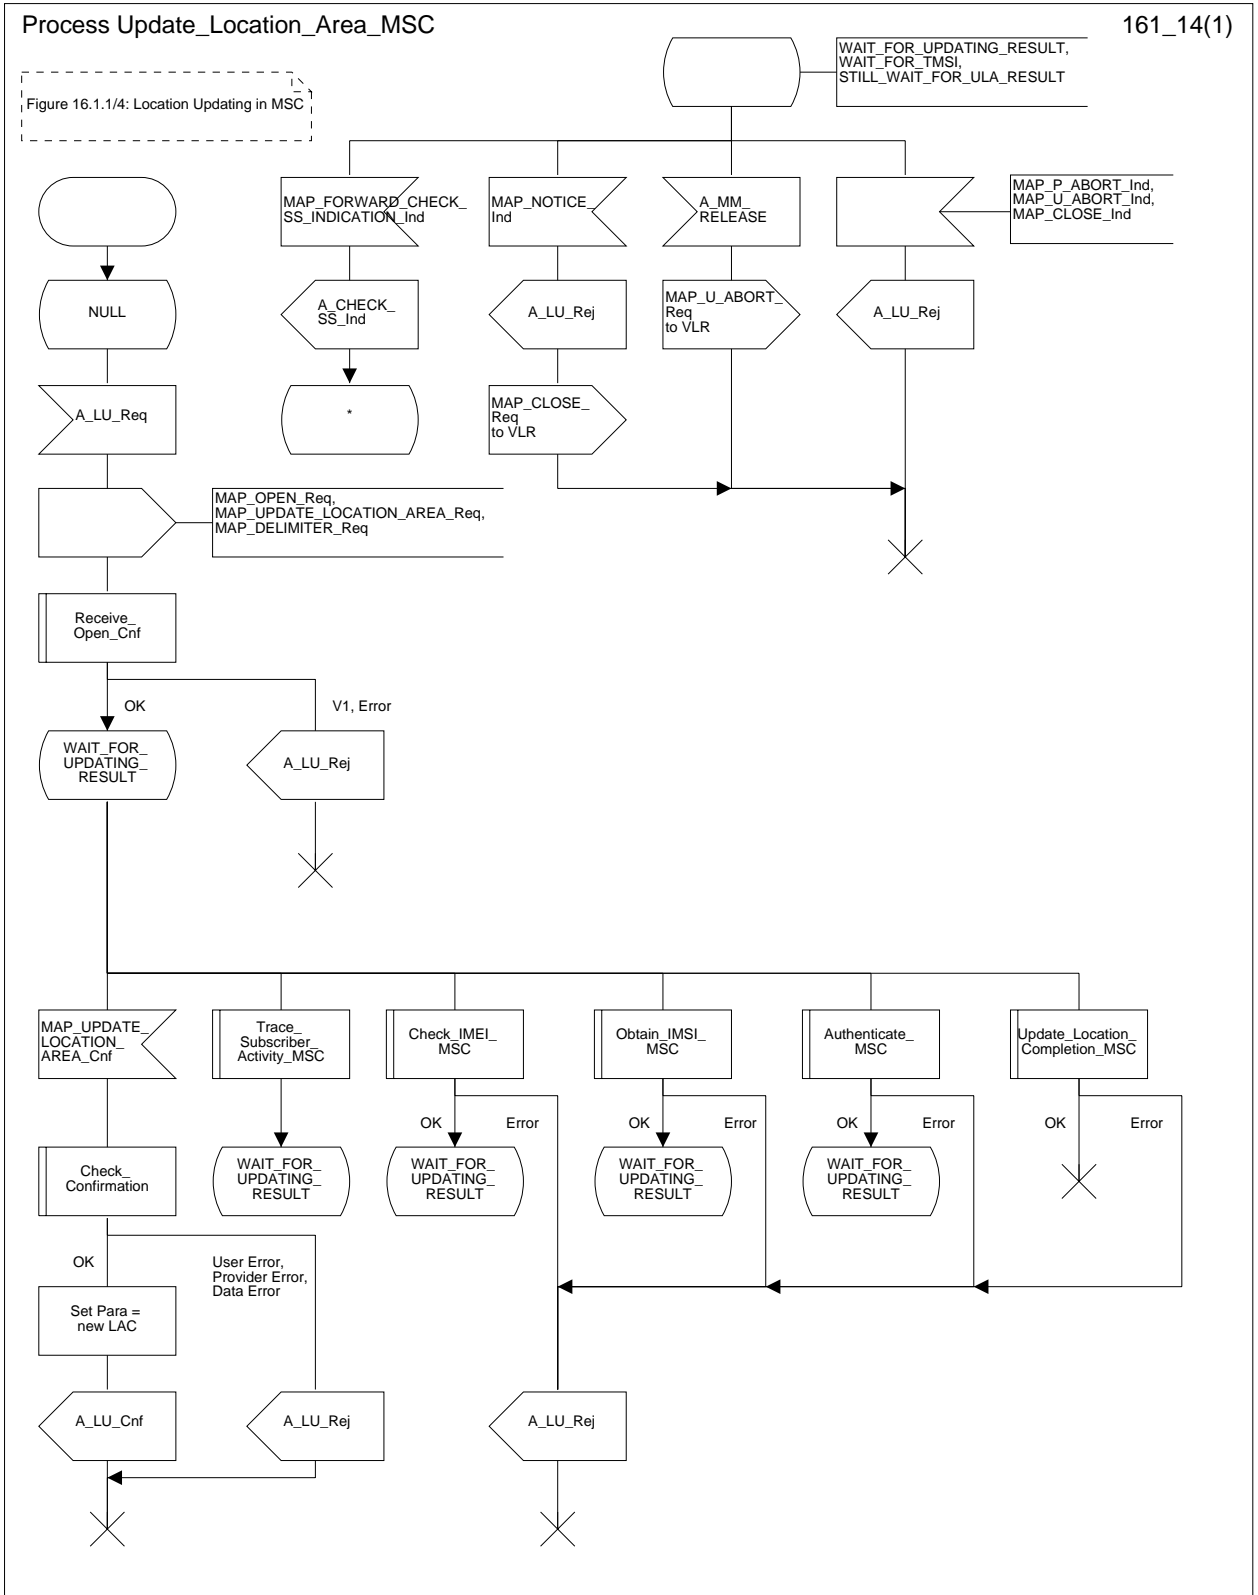 Process Update_Location_Area_MSC
161_14(1)
Figure 16.1.1/4: Location Updating in MSC
WAIT_FOR_UPDATING_RESULT,
WAIT_FOR_TMSI,
STILL_WAIT_FOR_ULA_RESULT
MAP_FORWARD_CHECK_
SS_INDICATION_Ind
MAP_NOTICE_
Ind
A_MM_
RELEASE
MAP_P_ABORT_Ind,
MAP_U_ABORT_Ind,
MAP_CLOSE_Ind
NULL
A_CHECK_
SS_Ind
A_LU_Rej
MAP_U_ABORT_
Req
to VLR
A_LU_Rej
A_LU_Req
*
MAP_CLOSE_
Req
to VLR
MAP_OPEN_Req,
MAP_UPDATE_LOCATION_AREA_Req,
MAP_DELIMITER_Req
Receive_
Open_Cnf
OK
V1, Error
WAIT_FOR_
UPDATING_
RESULT
A_LU_Rej
MAP_UPDATE_
LOCATION_
AREA_Cnf
Trace_
Subscriber_
Activity_MSC
Check_IMEI_
MSC
Obtain_IMSI_
MSC
Authenticate_
MSC
Update_Location_
Completion_MSC
OK
Error
OK
Error
OK
Error
OK
Error
Check_
Confirmation
WAIT_FOR_
UPDATING_
RESULT
WAIT_FOR_
UPDATING_
RESULT
WAIT_FOR_
UPDATING_
RESULT
WAIT_FOR_
UPDATING_
RESULT
OK
User Error,
Provider Error,
Data Error
Set Para =
new LAC
A_LU_Cnf
A_LU_Rej
A_LU_Rej